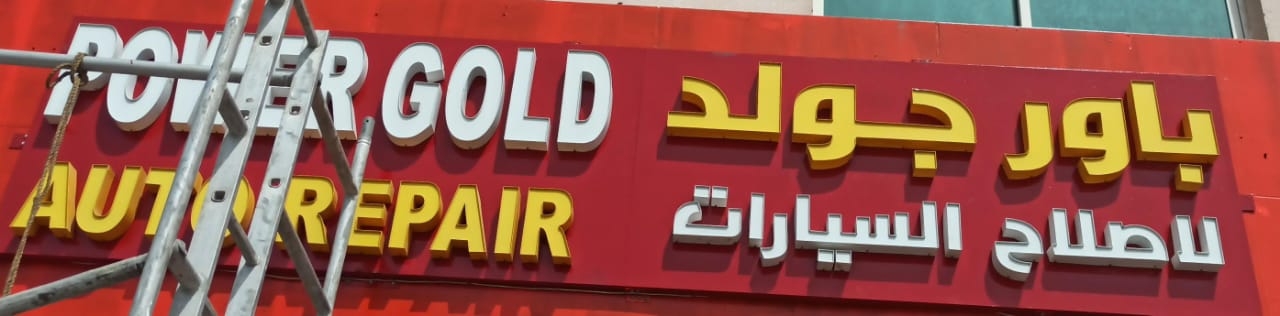 POWER GOLD
AUTO REPAIR
باور جولد
لاصلاح السيارات